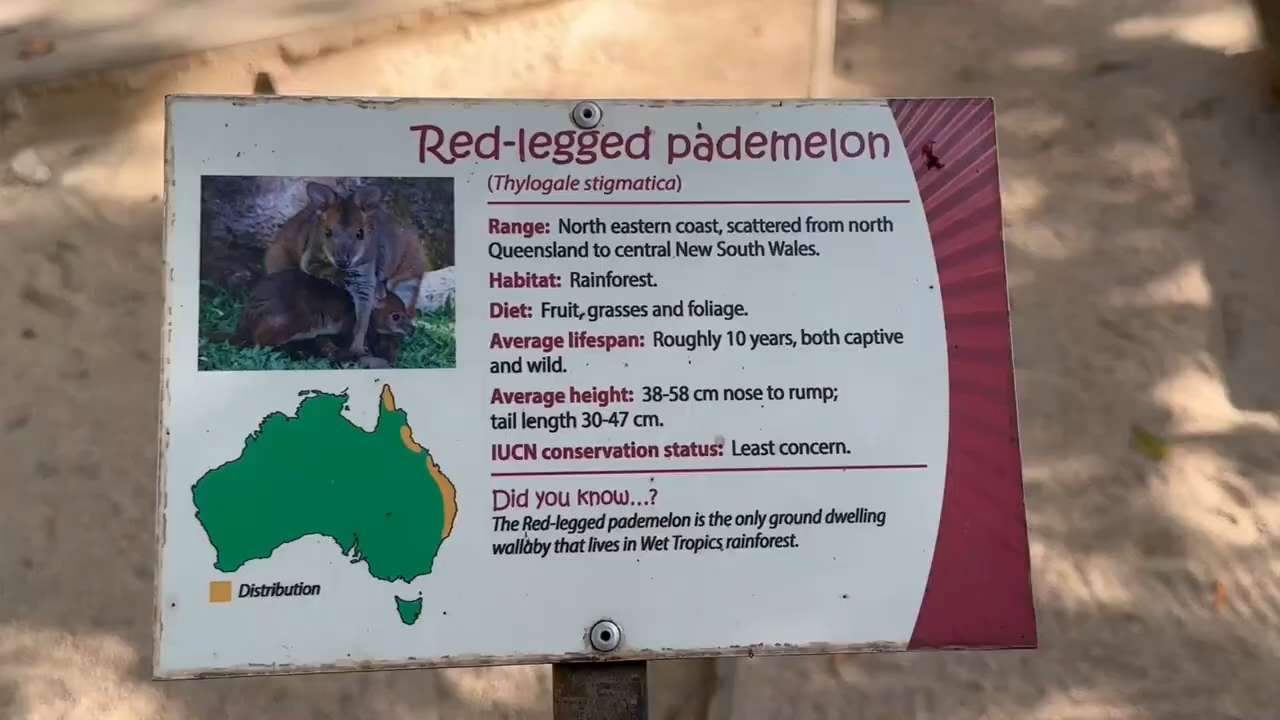 Red-legged pademelon
(Thylogale stigmatica)
Range: North eastern coast, scattered from north
Queensland to central New South Wales.
Habitat: Rainforest.
Diet: Fruit, grasses and foliage.
Average lifespan: Roughly 10 years, both captive
and wild.
Average height: 38-58 cm nose to rump;
tail length 30-47 cm.
IUCN conservation status: Least concern.
Did you know...?
The Red-legged pademelon is the only ground dwelling
wallaby that lives in Wet Tropics rainforest.
Distribution